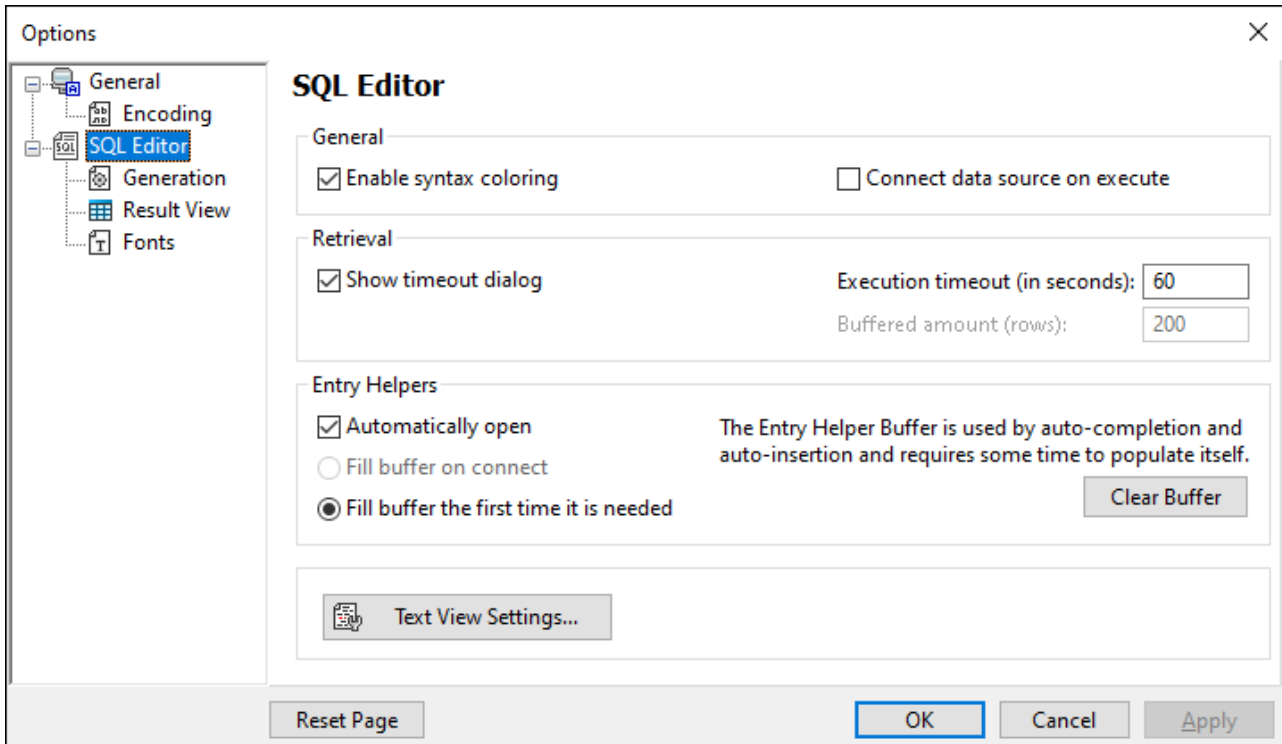 Options
General
Encoding
SQL Editor
Generation
Result View
Fonts
SQL Editor
General
Enable syntax coloring
Connect data source on execute
Retrieval
Show timeout dialog
Execution timeout (in seconds): 60
Buffered amount (rows): 200
Entry Helpers
Automatically open
Fill buffer on connect
Fill buffer the first time it is needed
The Entry Helper Buffer is used by auto-completion and
auto-insertion and requires some time to populate itself.
Clear Buffer
Text View Settings...
Reset Page
OK
Cancel
Apply